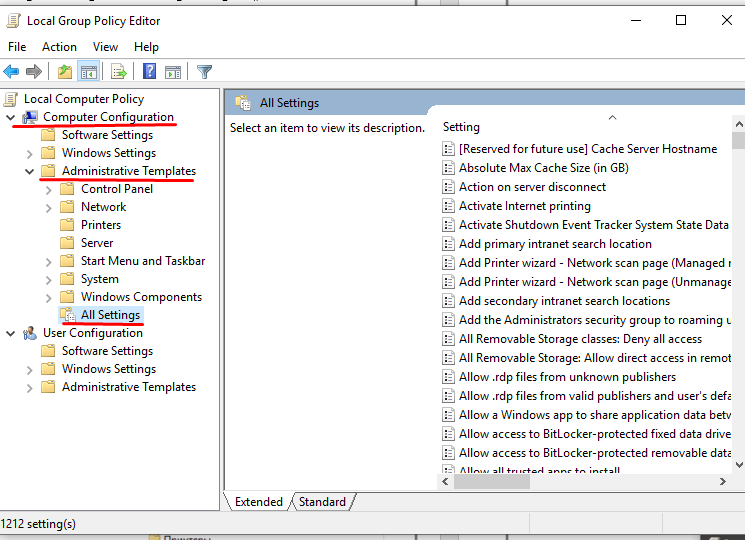 Local Group Policy Editor
File Action View Help
Local Computer Policy
Computer Configuration
Software Settings
Windows Settings
Administrative Templates
Control Panel
Network
Printers
Server
Start Menu and Taskbar
System
Windows Components
All Settings
User Configuration
Software Settings
Windows Settings
Administrative Templates
All Settings
Select an item to view its description.
Setting
[Reserved for future use] Cache Server Hostname
Absolute Max Cache Size (in GB)
Action on server disconnect
Activate Internet printing
Activate Shutdown Event Tracker System State Data
Add primary intranet search location
Add Printer wizard - Network scan page (Managed n
Add Printer wizard - Network scan page (Unmanage
Add secondary intranet search locations
Add the Administrators security group to roaming u
All Removable Storage classes: Deny all access
All Removable Storage: Allow direct access in remot
Allow .rdp files from unknown publishers
Allow .rdp files from valid publishers and user's defa
Allow a Windows app to share application data betw
Allow access to BitLocker-protected fixed data drive
Allow access to BitLocker-protected removable data
Allow all trusted apps to install
Extended Standard
1212 setting(s)
Принтеры